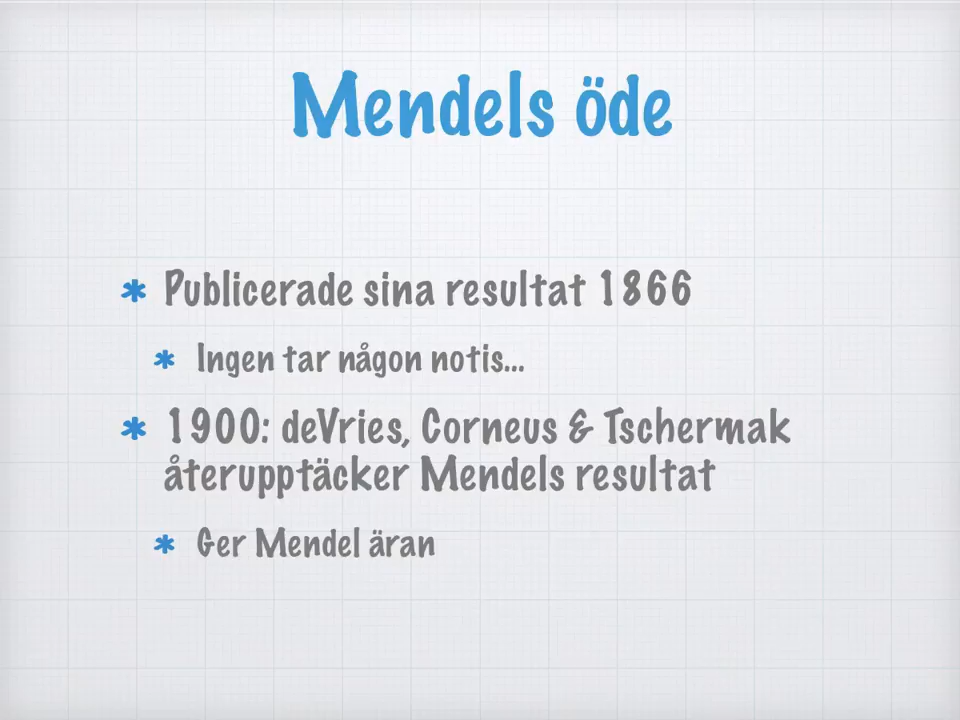 Mendels öde
Publicerade sina resultat 1866
Ingen tar någon notis...
1900: deVries, Corneus & Tschermak
återupptäcker Mendels resultat
Ger Mendel äran